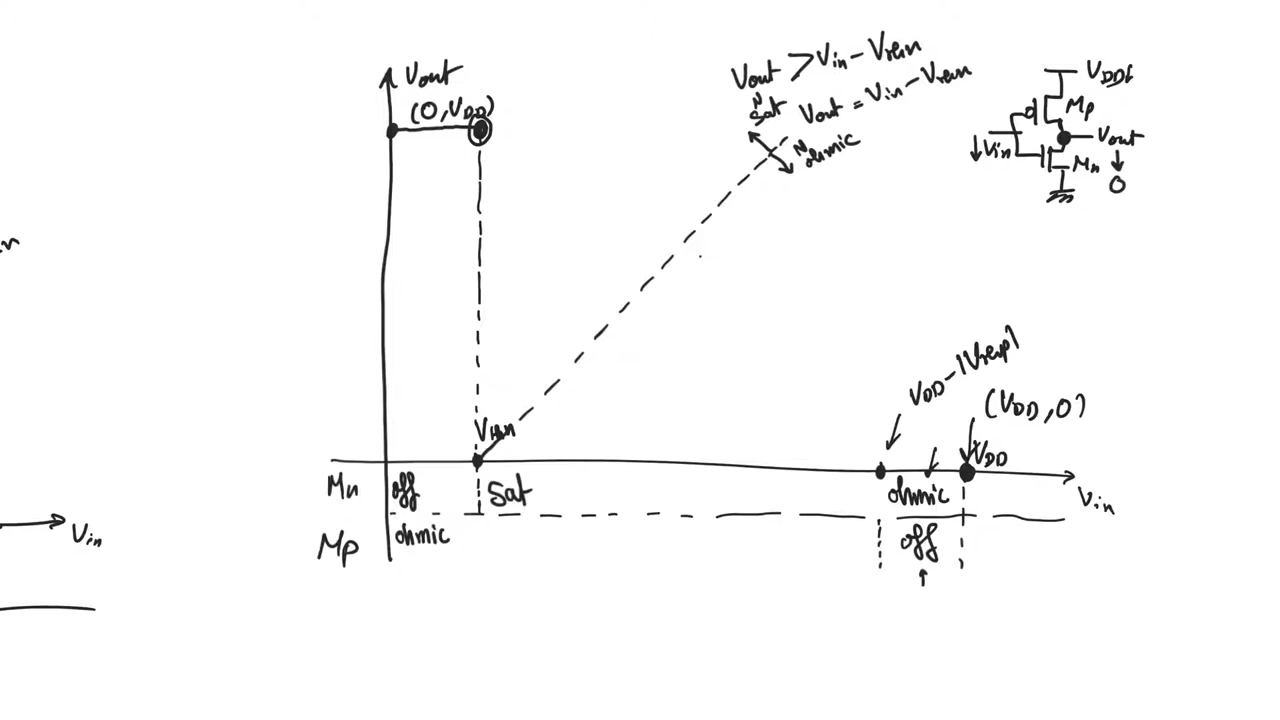 Vout
(0,VDD)
Vout > Vin - Vthn
Sat
Vout = Vin - Vthn
ohmic
VDD
Mp
Vin
Vout
Mn
0
n
VDD - |Vthp|
(VDD,0)
Vthn
VDD
Mn off Sat ohmic
Vin
Mp ohmic off
Vin